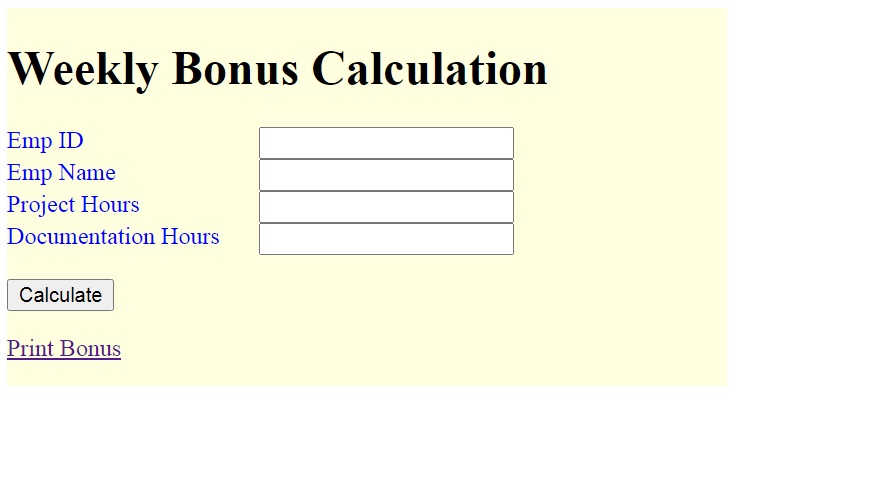 Weekly Bonus Calculation
Emp ID
Emp Name
Project Hours
Documentation Hours
Calculate
Print Bonus